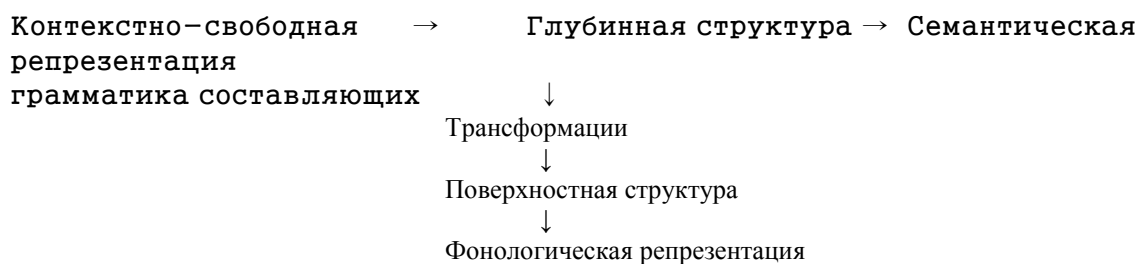 Контекстно-свободная → Глубинная структура → Семантическая
репрезентация
грамматика составляющих ↓
Трансформации
↓
Поверхностная структура
↓
Фонологическая репрезентация